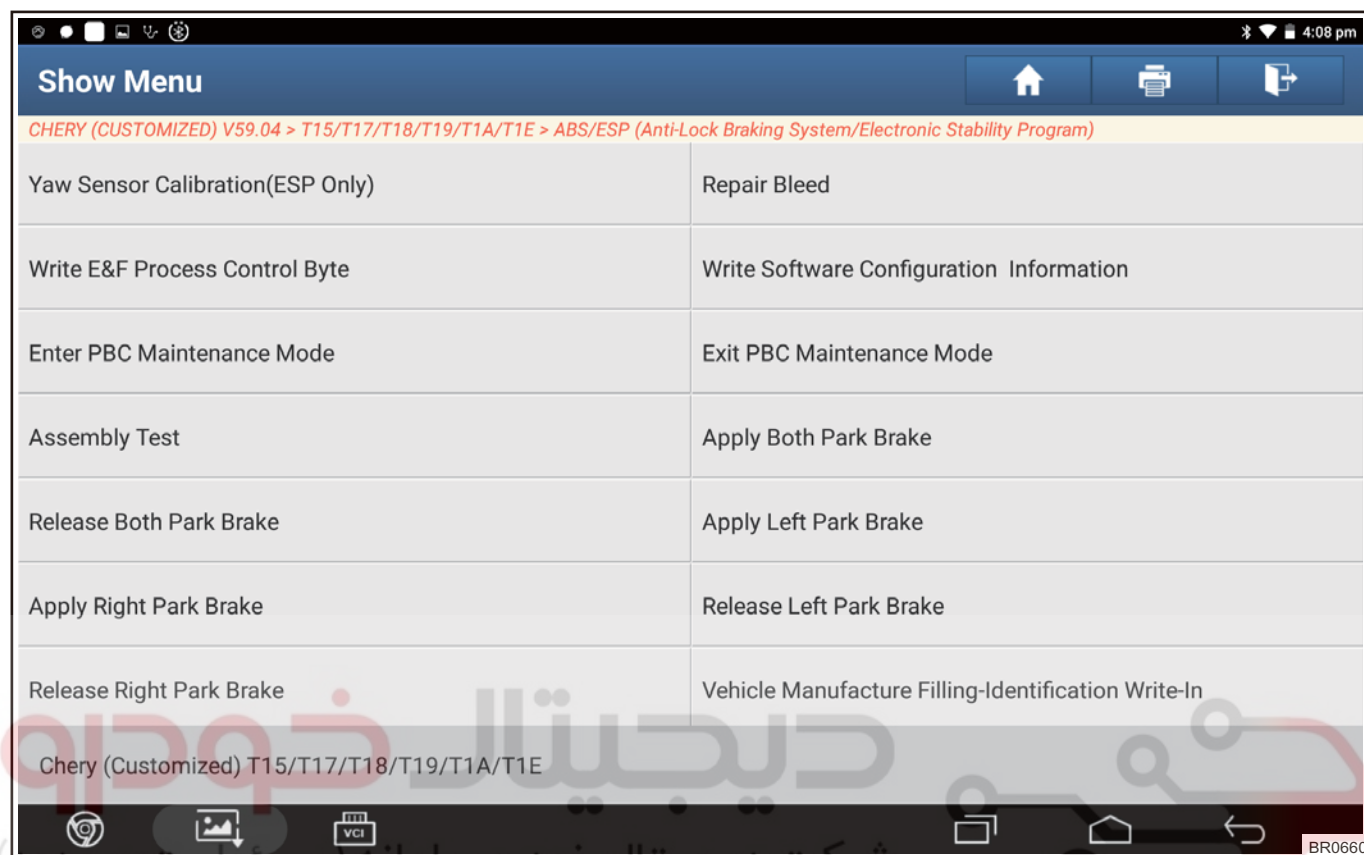 4:08 pm
Show Menu
CHERY (CUSTOMIZED) V59.04 > T15/T17/T18/T19/T1A/T1E > ABS/ESP (Anti-Lock Braking System/Electronic Stability Program)
Yaw Sensor Calibration(ESP Only)
Repair Bleed
Write E&F Process Control Byte
Write Software Configuration Information
Enter PBC Maintenance Mode
Exit PBC Maintenance Mode
Assembly Test
Apply Both Park Brake
Release Both Park Brake
Apply Left Park Brake
Apply Right Park Brake
Release Left Park Brake
Release Right Park Brake
Vehicle Manufacture Filling-Identification Write-In
دیجیتال خودرو
Chery (Customized) T15/T17/T18/T19/T1A/T1E
VCI
BR0660